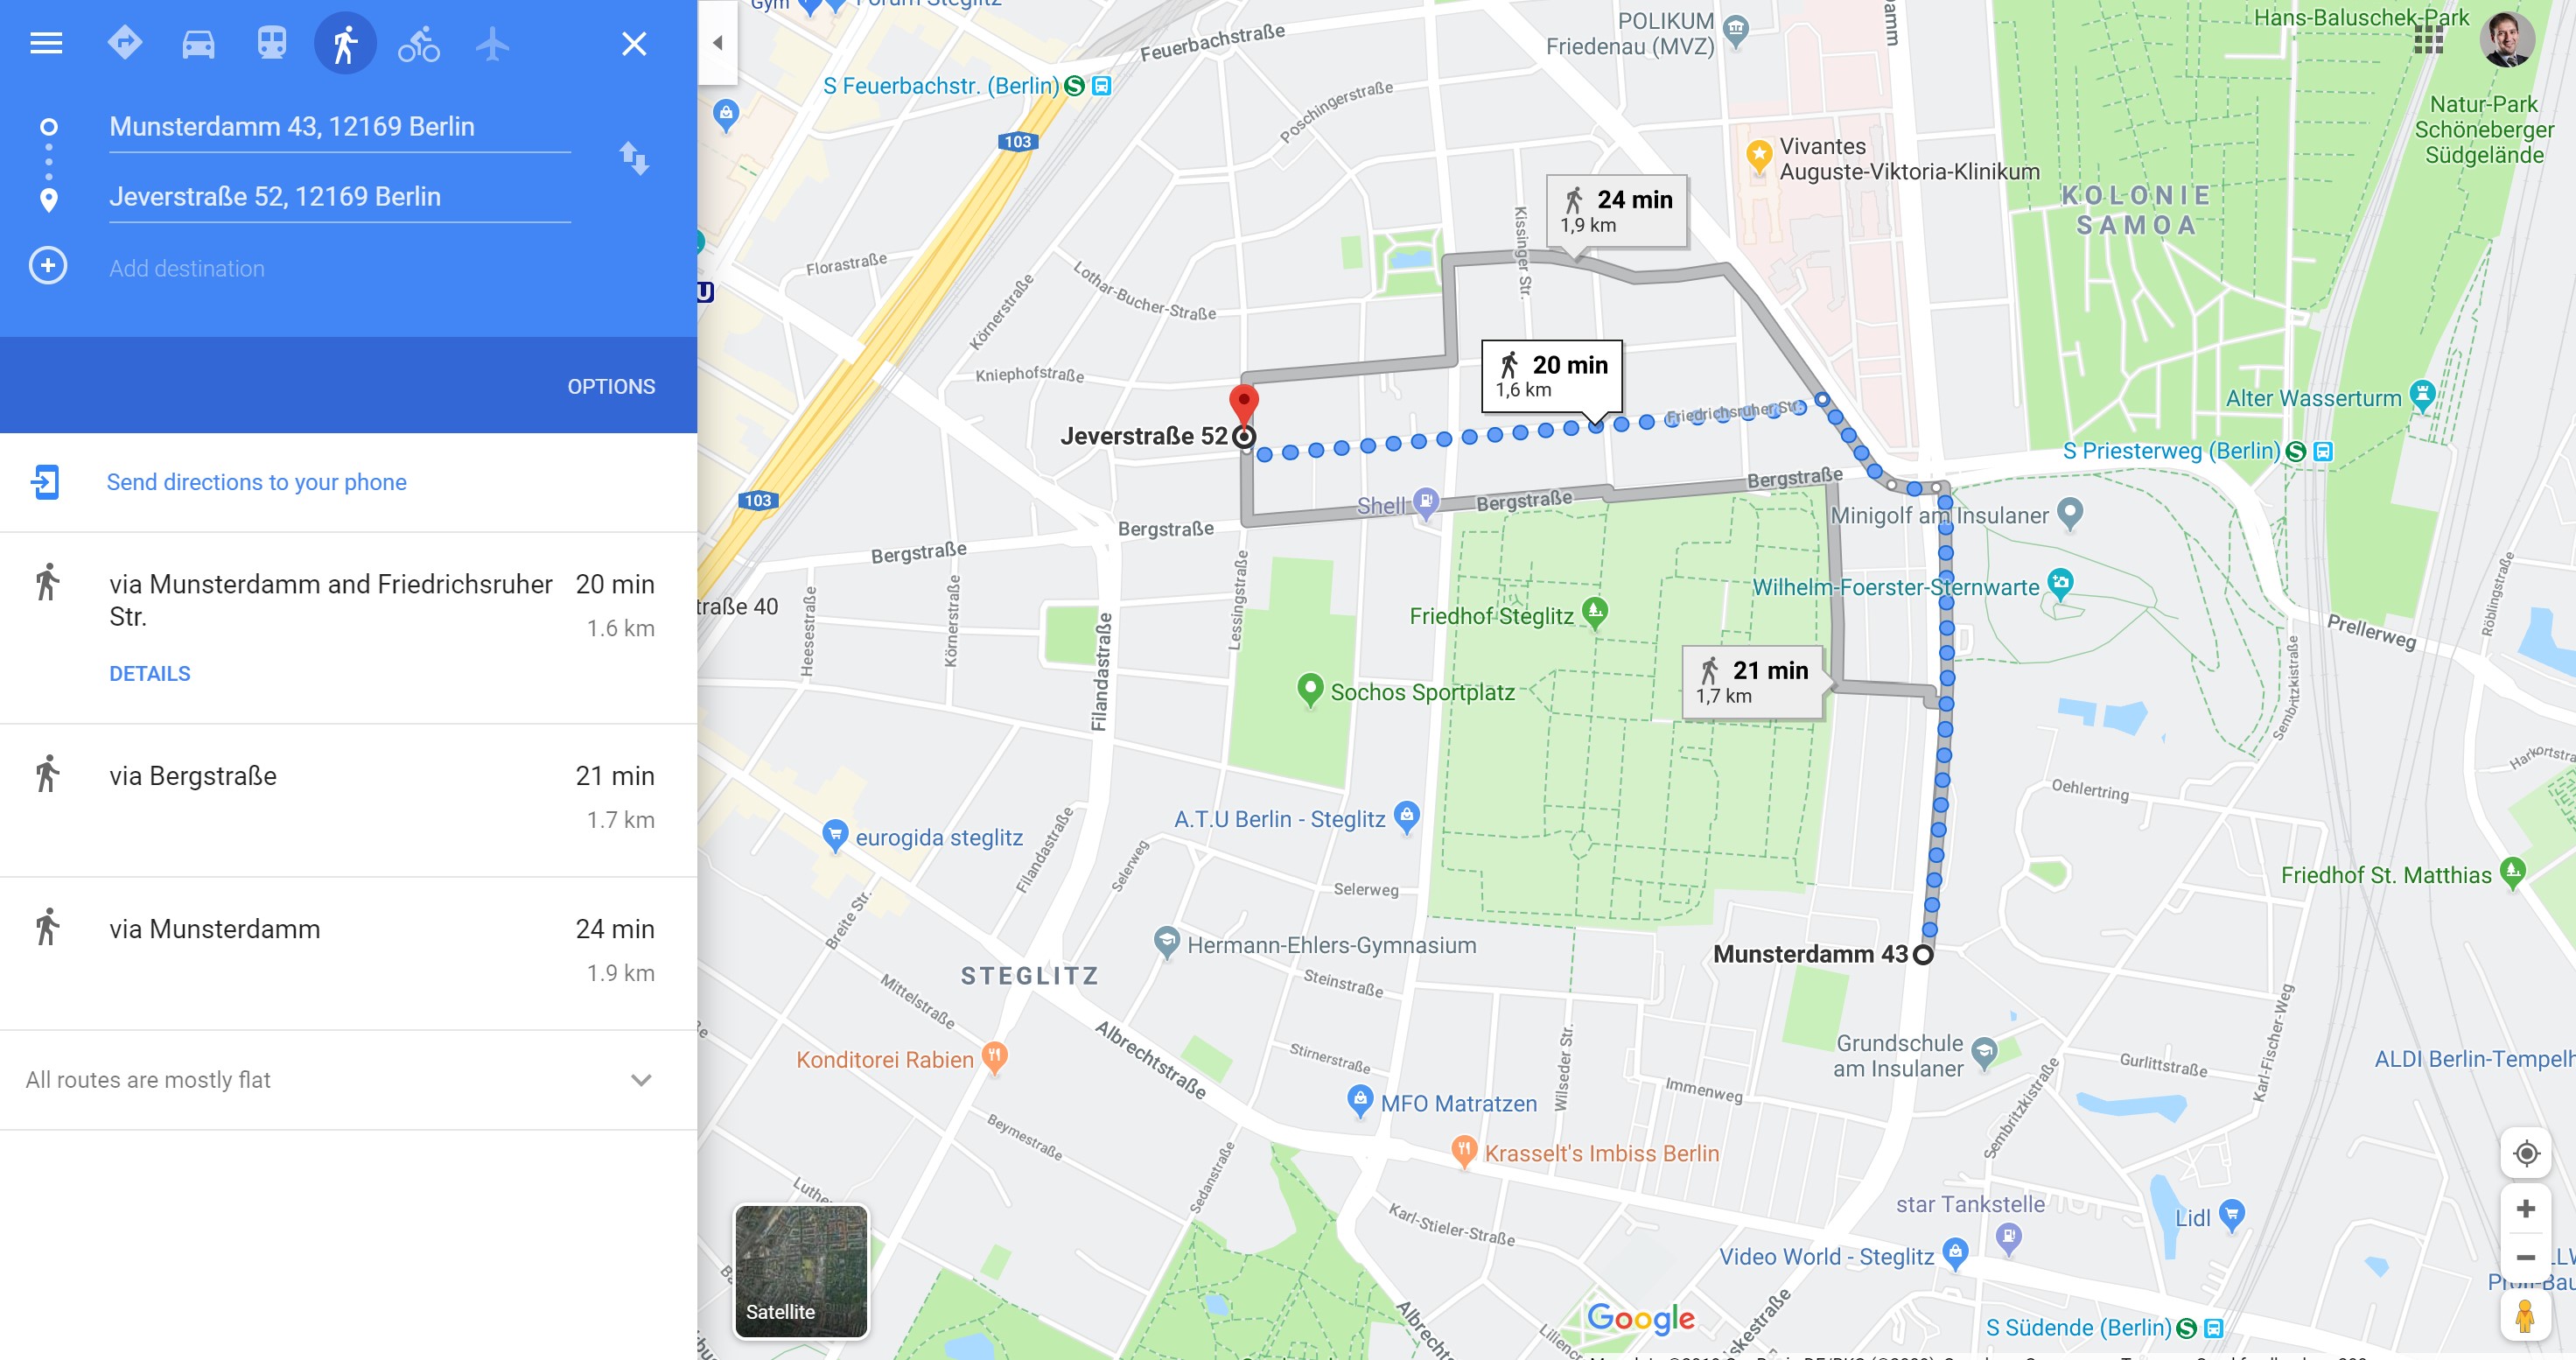 Munsterdamm 43, 12169 Berlin
Jeverstraße 52, 12169 Berlin
Add destination
OPTIONS
Send directions to your phone
via Munsterdamm and Friedrichsruher
Str.
20 min
1.6 km
DETAILS
via Bergstraße
21 min
1.7 km
via Munsterdamm
24 min
1.9 km
All routes are mostly flat
Gym
Forum Steglitz
Feuerbachstraße
POLIKUM
Friedenau (MVZ)
Hans-Baluschek-Park
S Feuerbachstr. (Berlin)
S
Poschingerstraße
103
Natur-Park
Schöneberger
Südgelände
Vivantes
Auguste-Viktoria-Klinikum
KOLONIE
SAMOA
24 min
1,9 km
Kissinger Str.
Florastraße
Lothar-Bucher-Straße
Körnerstraße
U
20 min
1,6 km
Kniephofstraße
Friedrichsruher Str.
Alter Wasserturm
Jeverstraße 52
S Priesterweg (Berlin)
S
103
Bergstraße
Shell
Bergstraße
Bergstraße
Bergstraße
Minigolf am Insulaner
Wilhelm-Foerster-Sternwarte
traße 40
Heesestraße
Körnerstraße
Filandastraße
Lessingstraße
Friedhof Steglitz
Röblingstraße
Prellerweg
21 min
1,7 km
Sochos Sportplatz
Sembritzkistraße
Oehlertring
A.T.U Berlin - Steglitz
eurogida steglitz
Filandastraße
Selerweg
Selerweg
Friedhof St. Matthias
Breite Str.
Hermann-Ehlers-Gymnasium
Munsterdamm 43
STEGLITZ
Steinstraße
Mittelstraße
Karl-Fischer-Weg
Albrechtstraße
Konditorei Rabien
Stirnerstraße
Wilseder Str.
Grundschule
am Insulaner
Gurlittstraße
Immenweg
MFO Matratzen
Sembritzkistraße
Beymestraße
Krasselt's Imbiss Berlin
Sedanstraße
star Tankstelle
Lidl
Karl-Stieler-Straße
Video World - Steglitz
Satellite
Google
S Südende (Berlin)
S